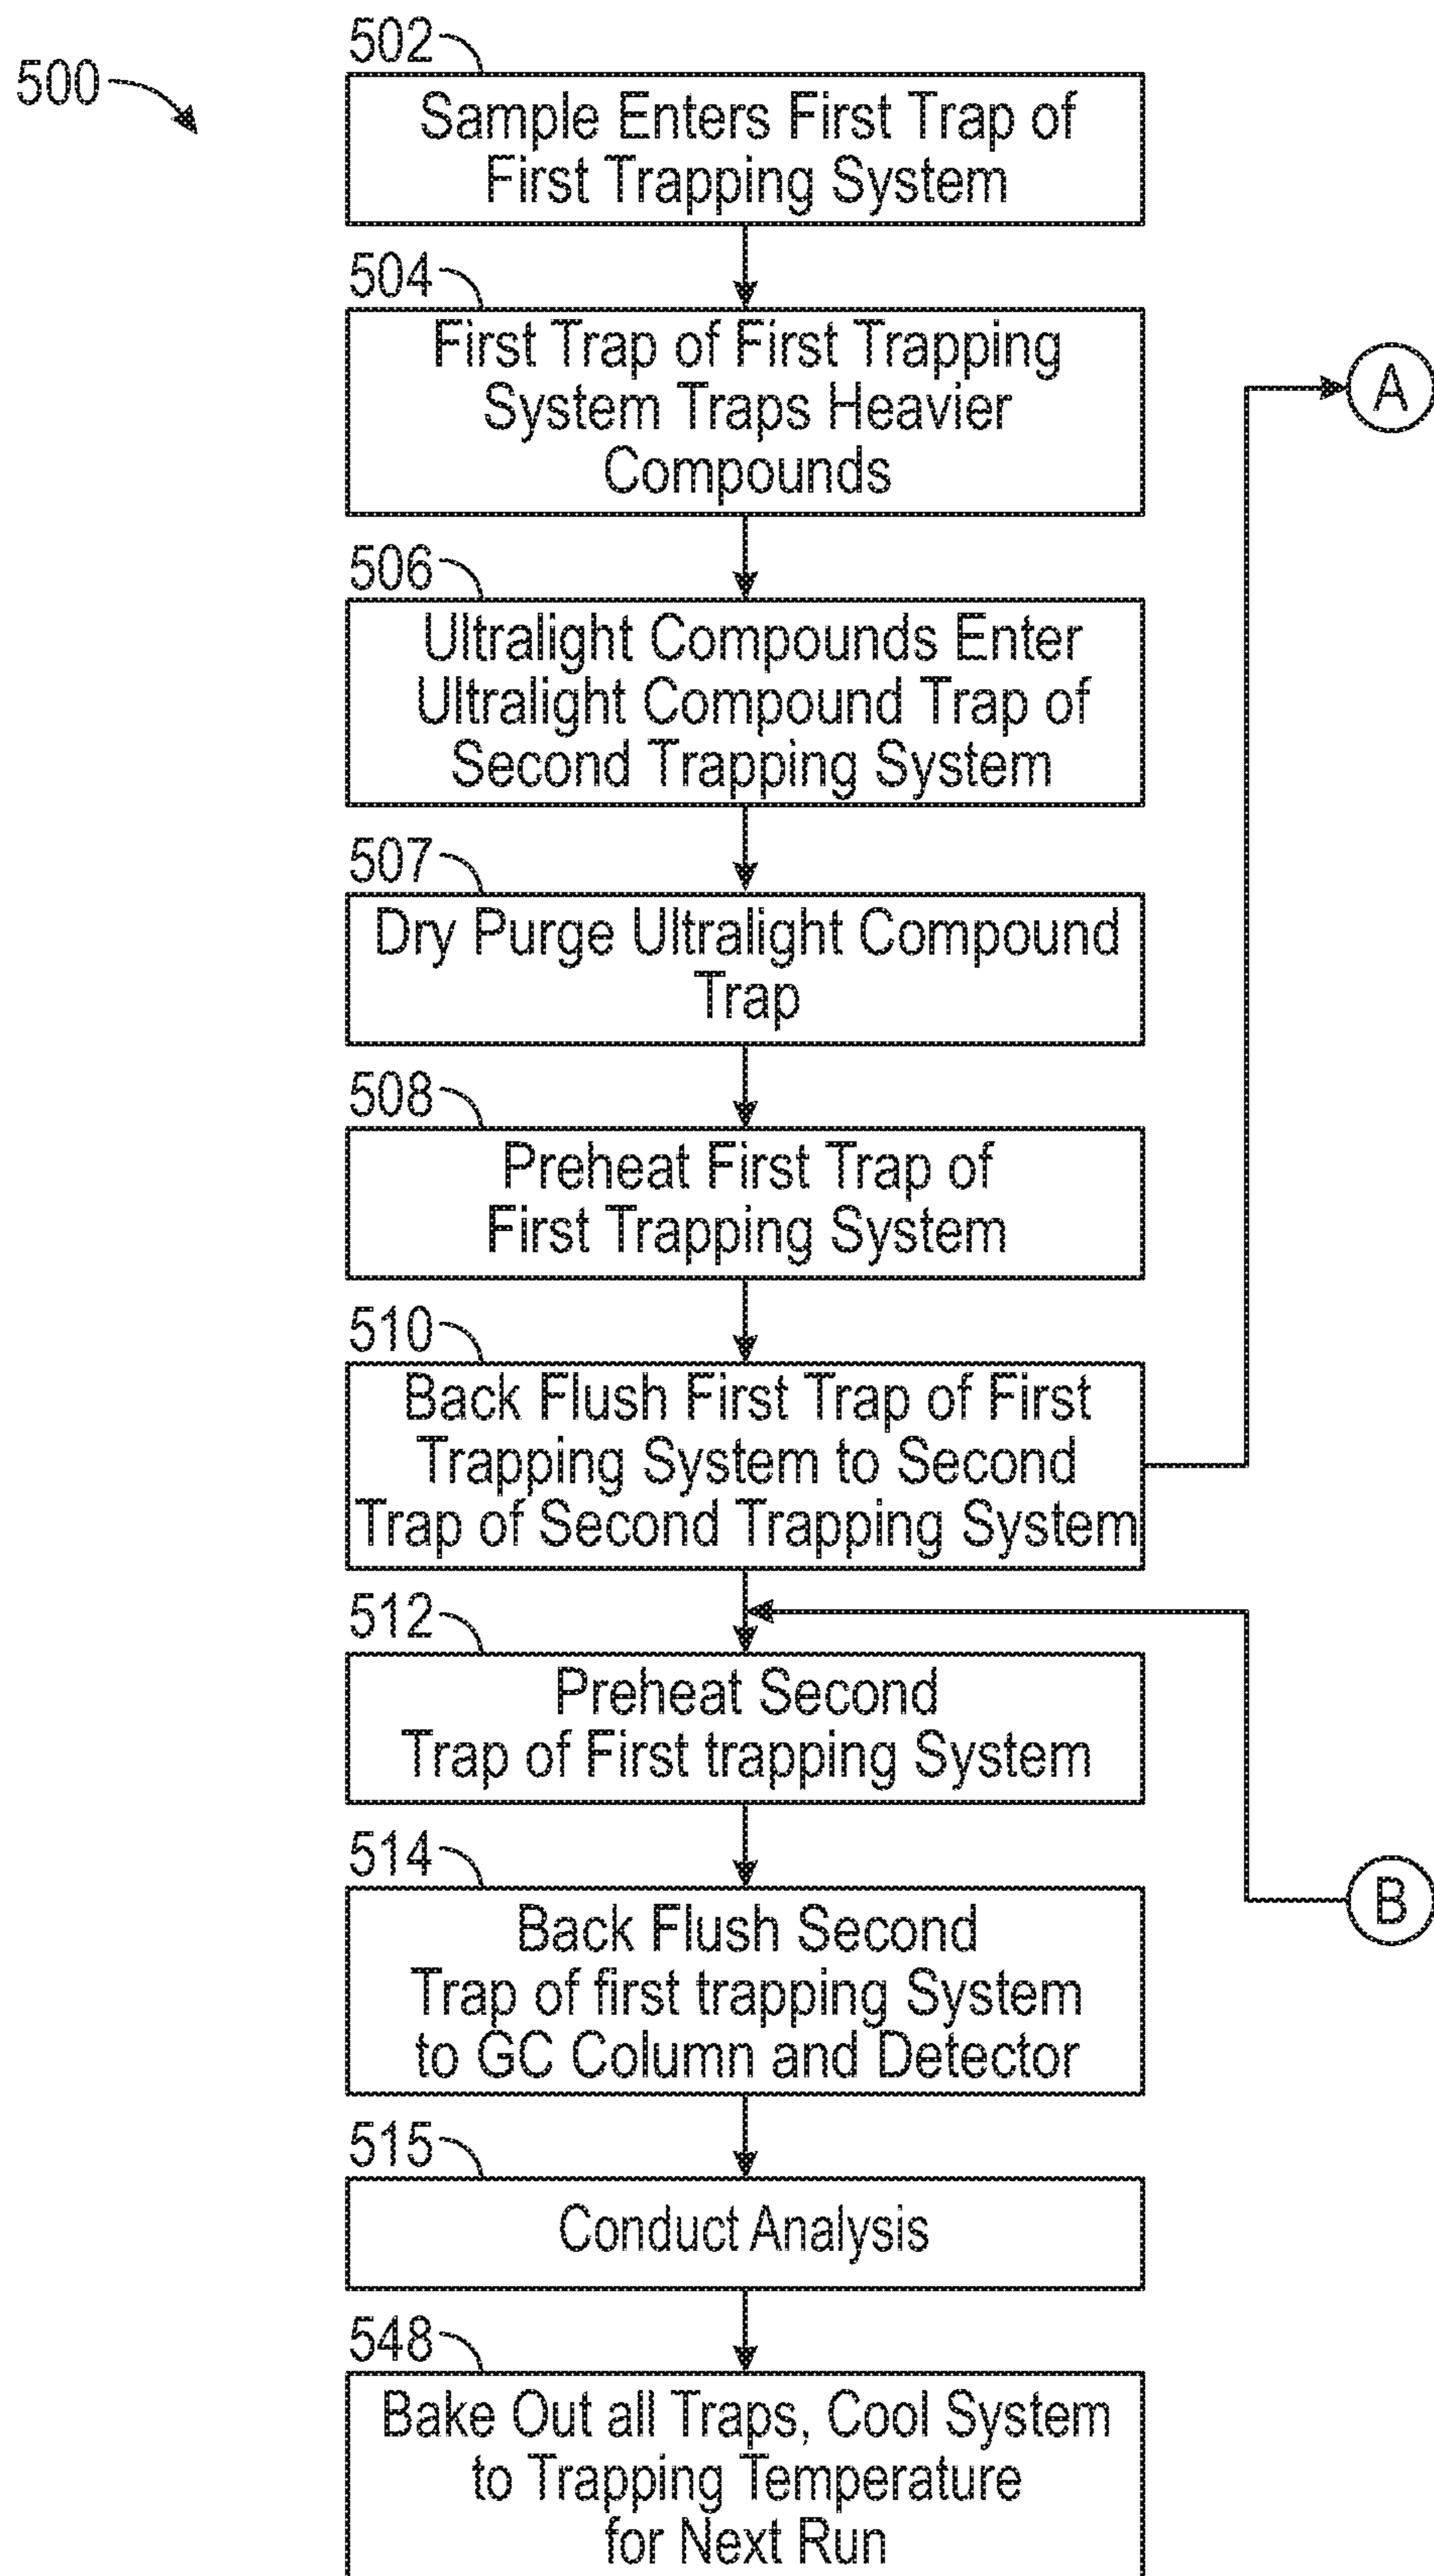 500
502
Sample Enters First Trap of
First Trapping System
504
First Trap of First Trapping
System Traps Heavier
Compounds
A
506
Ultralight Compounds Enter
Ultralight Compound Trap of
Second Trapping System
507
Dry Purge Ultralight Compound
Trap
508
Preheat First Trap of
First Trapping System
510
Back Flush First Trap of First
Trapping System to Second
Trap of Second Trapping System
512
Preheat Second
Trap of First trapping System
514
Back Flush Second
Trap of first trapping System
to GC Column and Detector
B
515
Conduct Analysis
548
Bake Out all Traps, Cool System
to Trapping Temperature
for Next Run